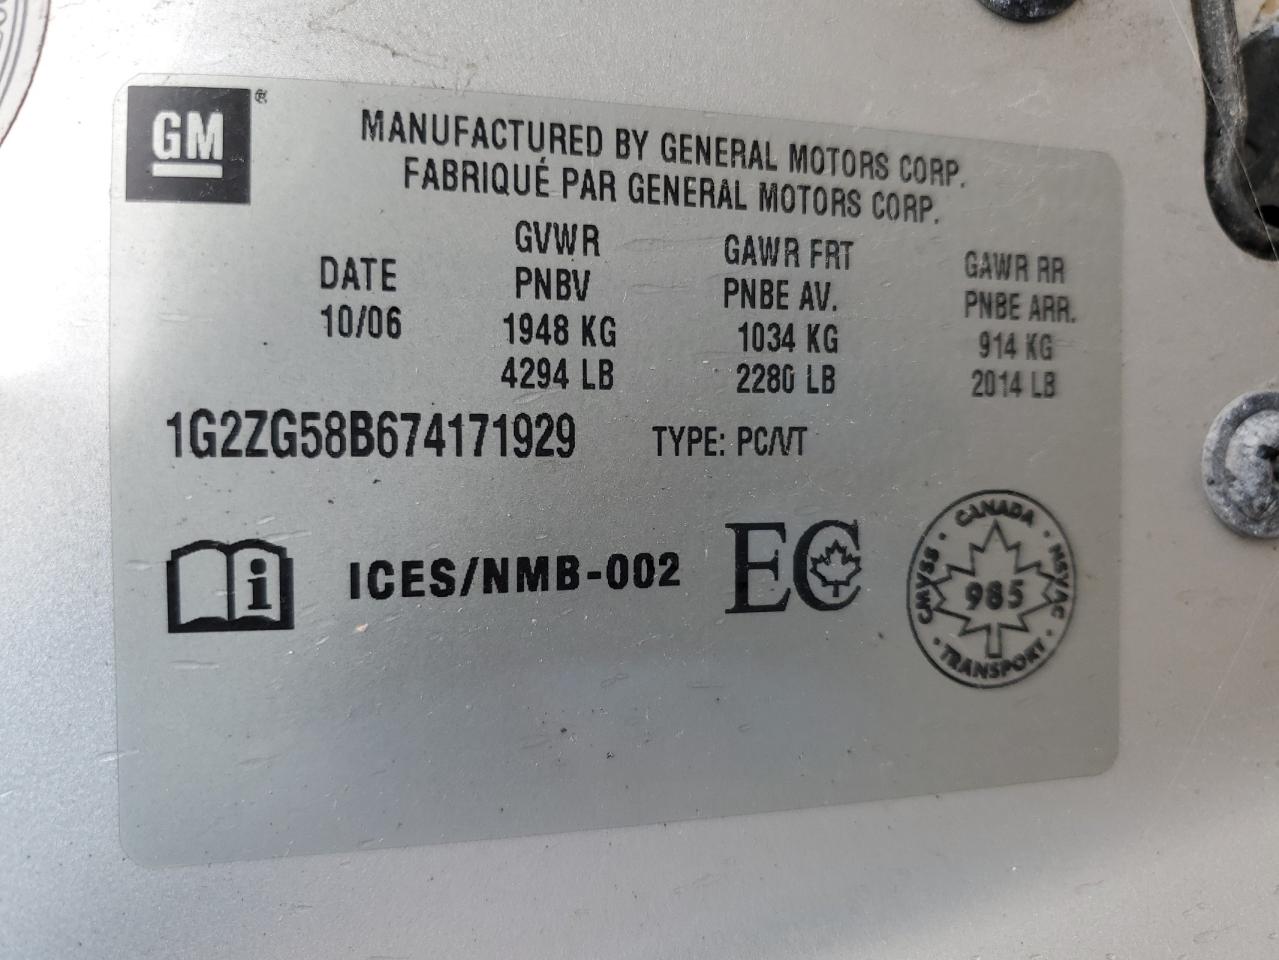 GM ®
MANUFACTURED BY GENERAL MOTORS CORP.
FABRIQUÉ PAR GENERAL MOTORS CORP.
DATE
10/06
GVWR
PNBV
1948 KG
4294 LB
GAWR FRT
PNBE AV.
1034 KG
2280 LB
GAWR RR
PNBE ARR.
914 KG
2014 LB
1G2ZG58B674171929 TYPE: PC/VT
i ICES/NMB-002 EC
CANADA · NSVAC · TRANSPORT · CMVSS ·
985